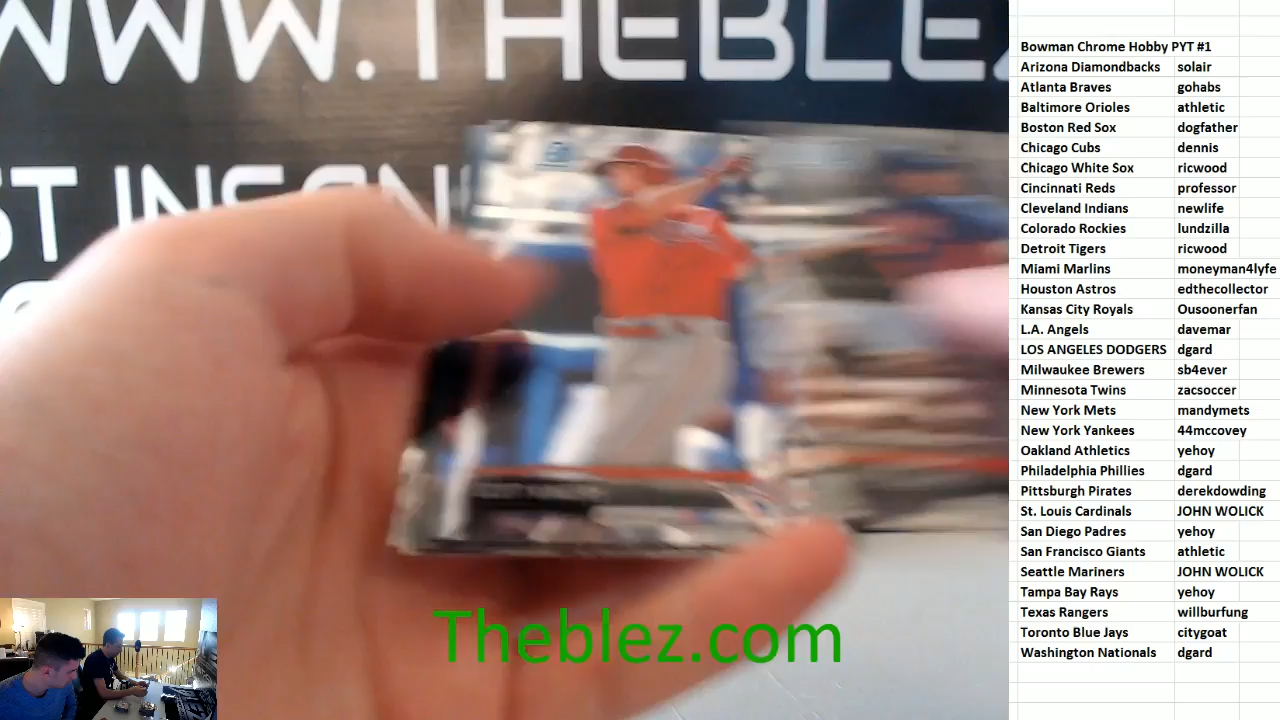 WWW.THEBLEZ
ST INSAN
Theblez.com
Bowman Chrome Hobby PYT #1
Arizona Diamondbacks solair
Atlanta Braves gohabs
Baltimore Orioles athletic
Boston Red Sox dogfather
Chicago Cubs dennis
Chicago White Sox ricwood
Cincinnati Reds professor
Cleveland Indians newlife
Colorado Rockies lundzilla
Detroit Tigers ricwood
Miami Marlins moneyman4lyfe
Houston Astros edthecollector
Kansas City Royals Ousoonerfan
L.A. Angels davemar
LOS ANGELES DODGERS dgard
Milwaukee Brewers sb4ever
Minnesota Twins zacsoccer
New York Mets mandymets
New York Yankees 44mccovey
Oakland Athletics yehoy
Philadelphia Phillies dgard
Pittsburgh Pirates derekdowding
St. Louis Cardinals JOHN WOLICK
San Diego Padres yehoy
San Francisco Giants athletic
Seattle Mariners JOHN WOLICK
Tampa Bay Rays yehoy
Texas Rangers willburfung
Toronto Blue Jays citygoat
Washington Nationals dgard